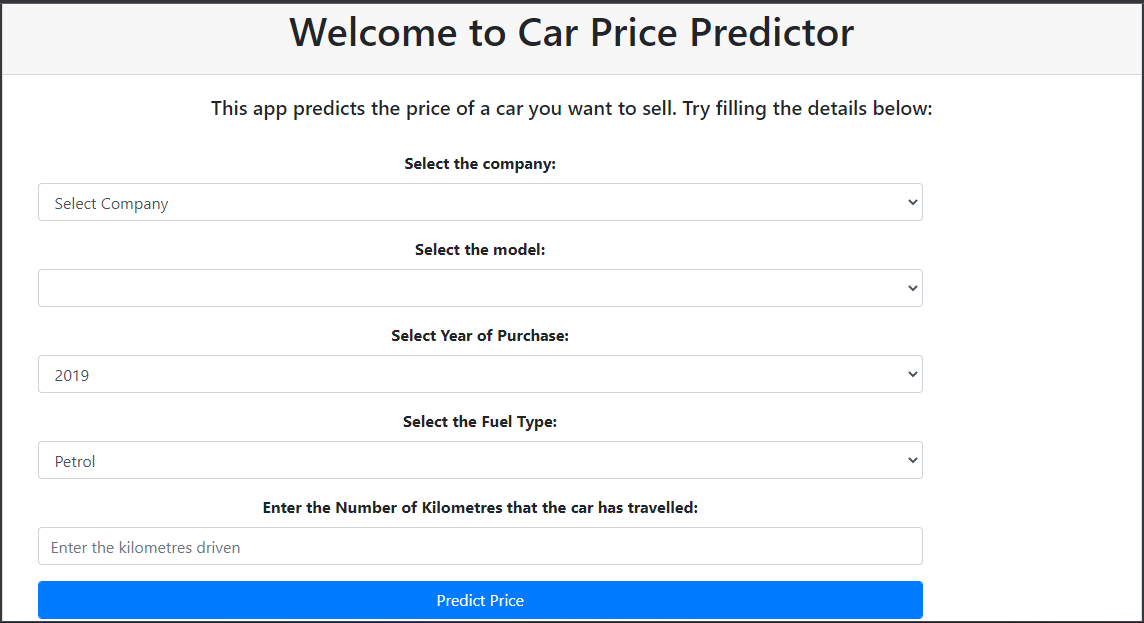 Welcome to Car Price Predictor
This app predicts the price of a car you want to sell. Try filling the details below:
Select the company:
Select Company
Select the model:
Select Year of Purchase:
2019
Select the Fuel Type:
Petrol
Enter the Number of Kilometres that the car has travelled:
Enter the kilometres driven
Predict Price